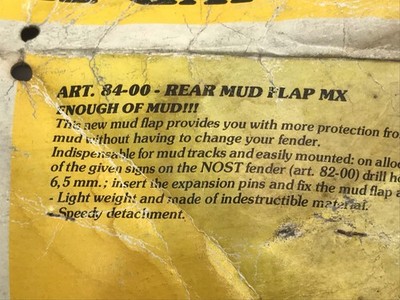 ART. 84-00 - REAR MUD FLAP MX
ENOUGH OF MUD!!!
This new mud flap provides you with more protection fro
mud without having to change your fender.
Indispensable for mud tracks and easily mounted: on alloc
of the given signs on the NOST fender (art. 82-00) drill ho
6,5 mm.; insert the expansion pins and fix the mud flap a
- Light weight and made of indestructible material.
- Speedy detachment.